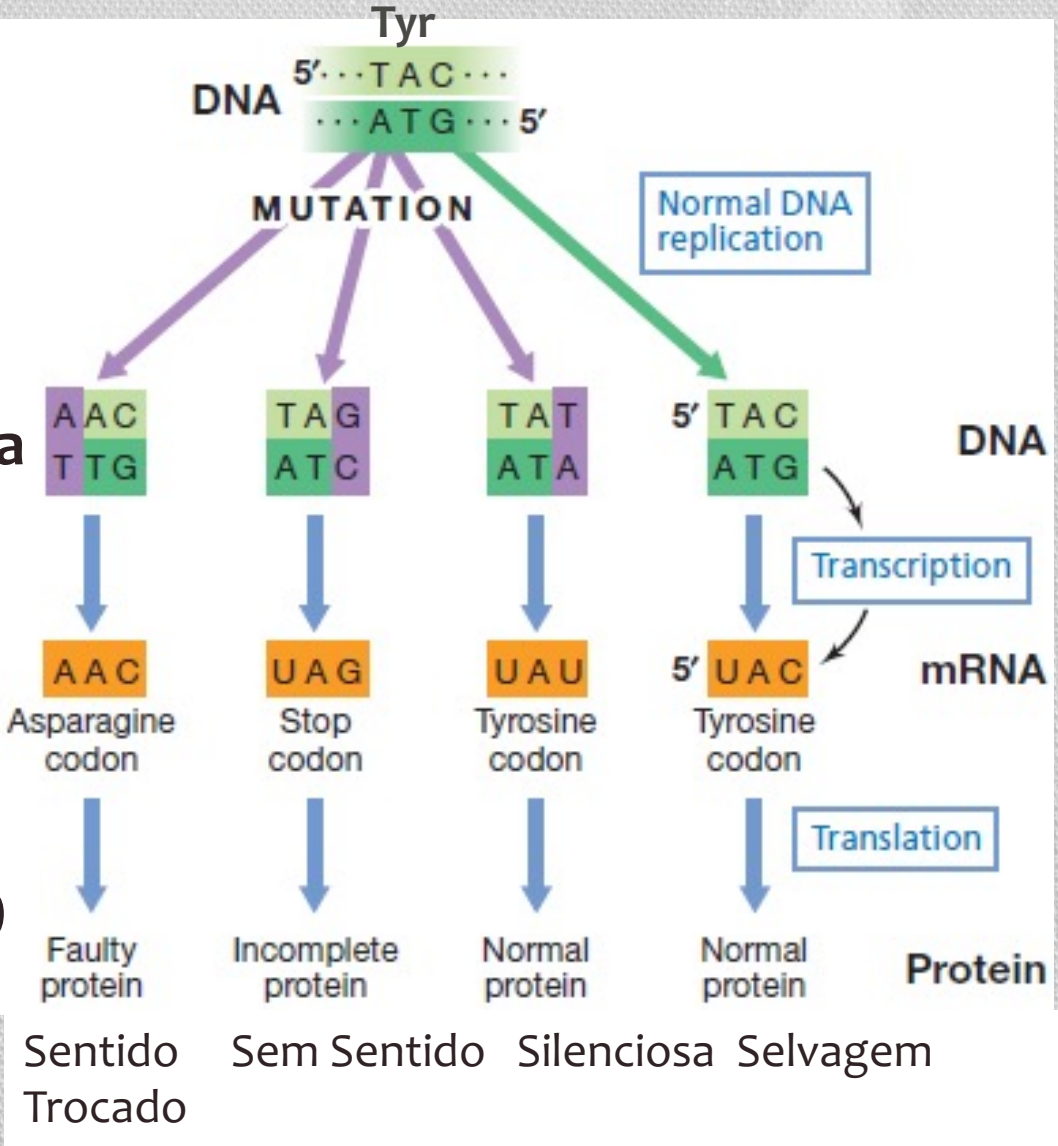 Tyr
DNA
5′···TAC···
···ATG···5′
MUTATION
Normal DNA
replication
AAC
TTG
TAG
ATC
TAT
ATA
5′ TAC
ATG
DNA
a
Transcription
AAC
UAG
UAU
5′ UAC
mRNA
Asparagine
codon
Stop
codon
Tyrosine
codon
Tyrosine
codon
Translation
)
Faulty
protein
Incomplete
protein
Normal
protein
Normal
protein
Protein
Sentido
Trocado
Sem Sentido
Silenciosa
Selvagem